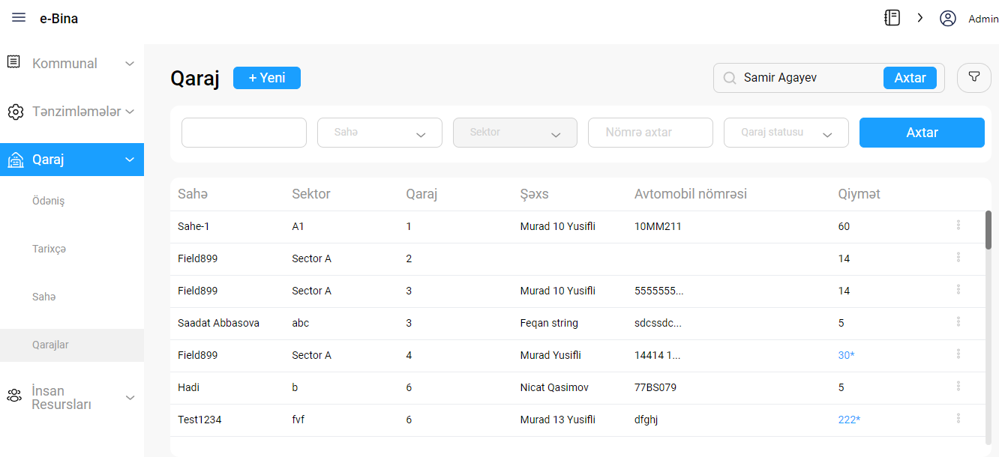 e-Bina
Admin
Kommunal
Tənzimləmələr
Qaraj
Ödəniş
Tarixçə
Sahə
Qarajlar
İnsan
Resursları
Qaraj
+ Yeni
Samir Agayev
Axtar
Sahə
Sektor
Nömrə axtar
Qaraj statusu
Axtar
Sahə Sektor Qaraj Şəxs Avtomobil nömrəsi Qiymət
Sahe-1 A1 1 Murad 10 Yusifli 10MM211 60
Field899 Sector A 2 14
Field899 Sector A 3 Murad 10 Yusifli 5555555... 14
Saadat Abbasova abc 3 Feqan string sdcssdc... 5
Field899 Sector A 4 Murad Yusifli 14414 1... 30*
Hadi b 6 Nicat Qasimov 77BS079 5
Test1234 fvf 6 Murad 13 Yusifli dfghj 222*